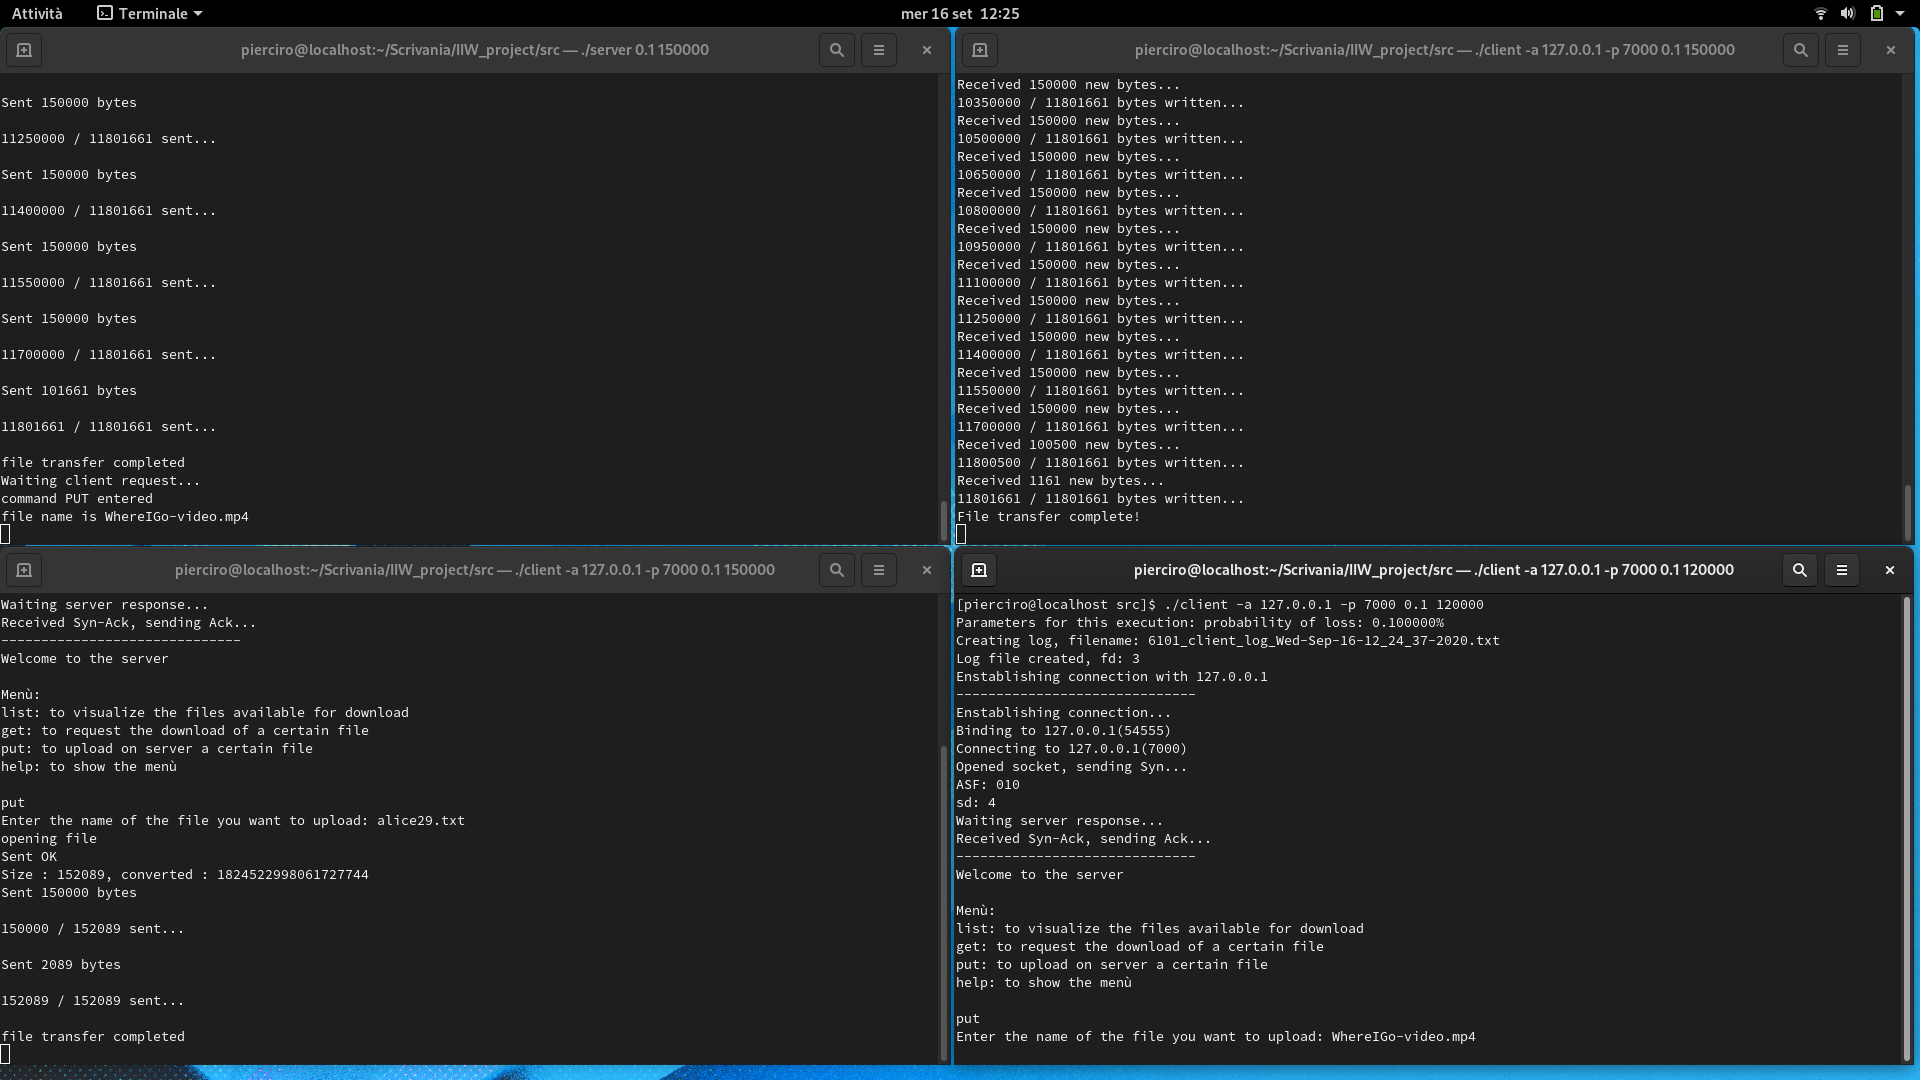 Attività
Terminale
mer 16 set 12:25
pierciro@localhost:~/Scrivania/IIW_project/src — ./server 0.1 150000
Sent 150000 bytes
11250000 / 11801661 sent...
Sent 150000 bytes
11400000 / 11801661 sent...
Sent 150000 bytes
11550000 / 11801661 sent...
Sent 150000 bytes
11700000 / 11801661 sent...
Sent 101661 bytes
11801661 / 11801661 sent...
file transfer completed
Waiting client request...
command PUT entered
file name is WhereIGo-video.mp4
pierciro@localhost:~/Scrivania/IIW_project/src — ./client -a 127.0.0.1 -p 7000 0.1 150000
Received 150000 new bytes...
10350000 / 11801661 bytes written...
Received 150000 new bytes...
10500000 / 11801661 bytes written...
Received 150000 new bytes...
10650000 / 11801661 bytes written...
Received 150000 new bytes...
10800000 / 11801661 bytes written...
Received 150000 new bytes...
10950000 / 11801661 bytes written...
Received 150000 new bytes...
11100000 / 11801661 bytes written...
Received 150000 new bytes...
11250000 / 11801661 bytes written...
Received 150000 new bytes...
11400000 / 11801661 bytes written...
Received 150000 new bytes...
11550000 / 11801661 bytes written...
Received 150000 new bytes...
11700000 / 11801661 bytes written...
Received 100500 new bytes...
11800500 / 11801661 bytes written...
Received 1161 new bytes...
11801661 / 11801661 bytes written...
File transfer complete!
pierciro@localhost:~/Scrivania/IIW_project/src — ./client -a 127.0.0.1 -p 7000 0.1 150000
Waiting server response...
Received Syn-Ack, sending Ack...
------------------------------
Welcome to the server
Menù:
list: to visualize the files available for download
get: to request the download of a certain file
put: to upload on server a certain file
help: to show the menù
put
Enter the name of the file you want to upload: alice29.txt
opening file
Sent OK
Size : 152089, converted : 1824522998061727744
Sent 150000 bytes
150000 / 152089 sent...
Sent 2089 bytes
152089 / 152089 sent...
file transfer completed
pierciro@localhost:~/Scrivania/IIW_project/src — ./client -a 127.0.0.1 -p 7000 0.1 120000
[pierciro@localhost src]$ ./client -a 127.0.0.1 -p 7000 0.1 120000
Parameters for this execution: probability of loss: 0.100000%
Creating log, filename: 6101_client_log_Wed-Sep-16-12_24_37-2020.txt
Log file created, fd: 3
Enstablishing connection with 127.0.0.1
------------------------------
Enstablishing connection...
Binding to 127.0.0.1(54555)
Connecting to 127.0.0.1(7000)
Opened socket, sending Syn...
ASF: 010
sd: 4
Waiting server response...
Received Syn-Ack, sending Ack...
------------------------------
Welcome to the server
Menù:
list: to visualize the files available for download
get: to request the download of a certain file
put: to upload on server a certain file
help: to show the menù
put
Enter the name of the file you want to upload: WhereIGo-video.mp4